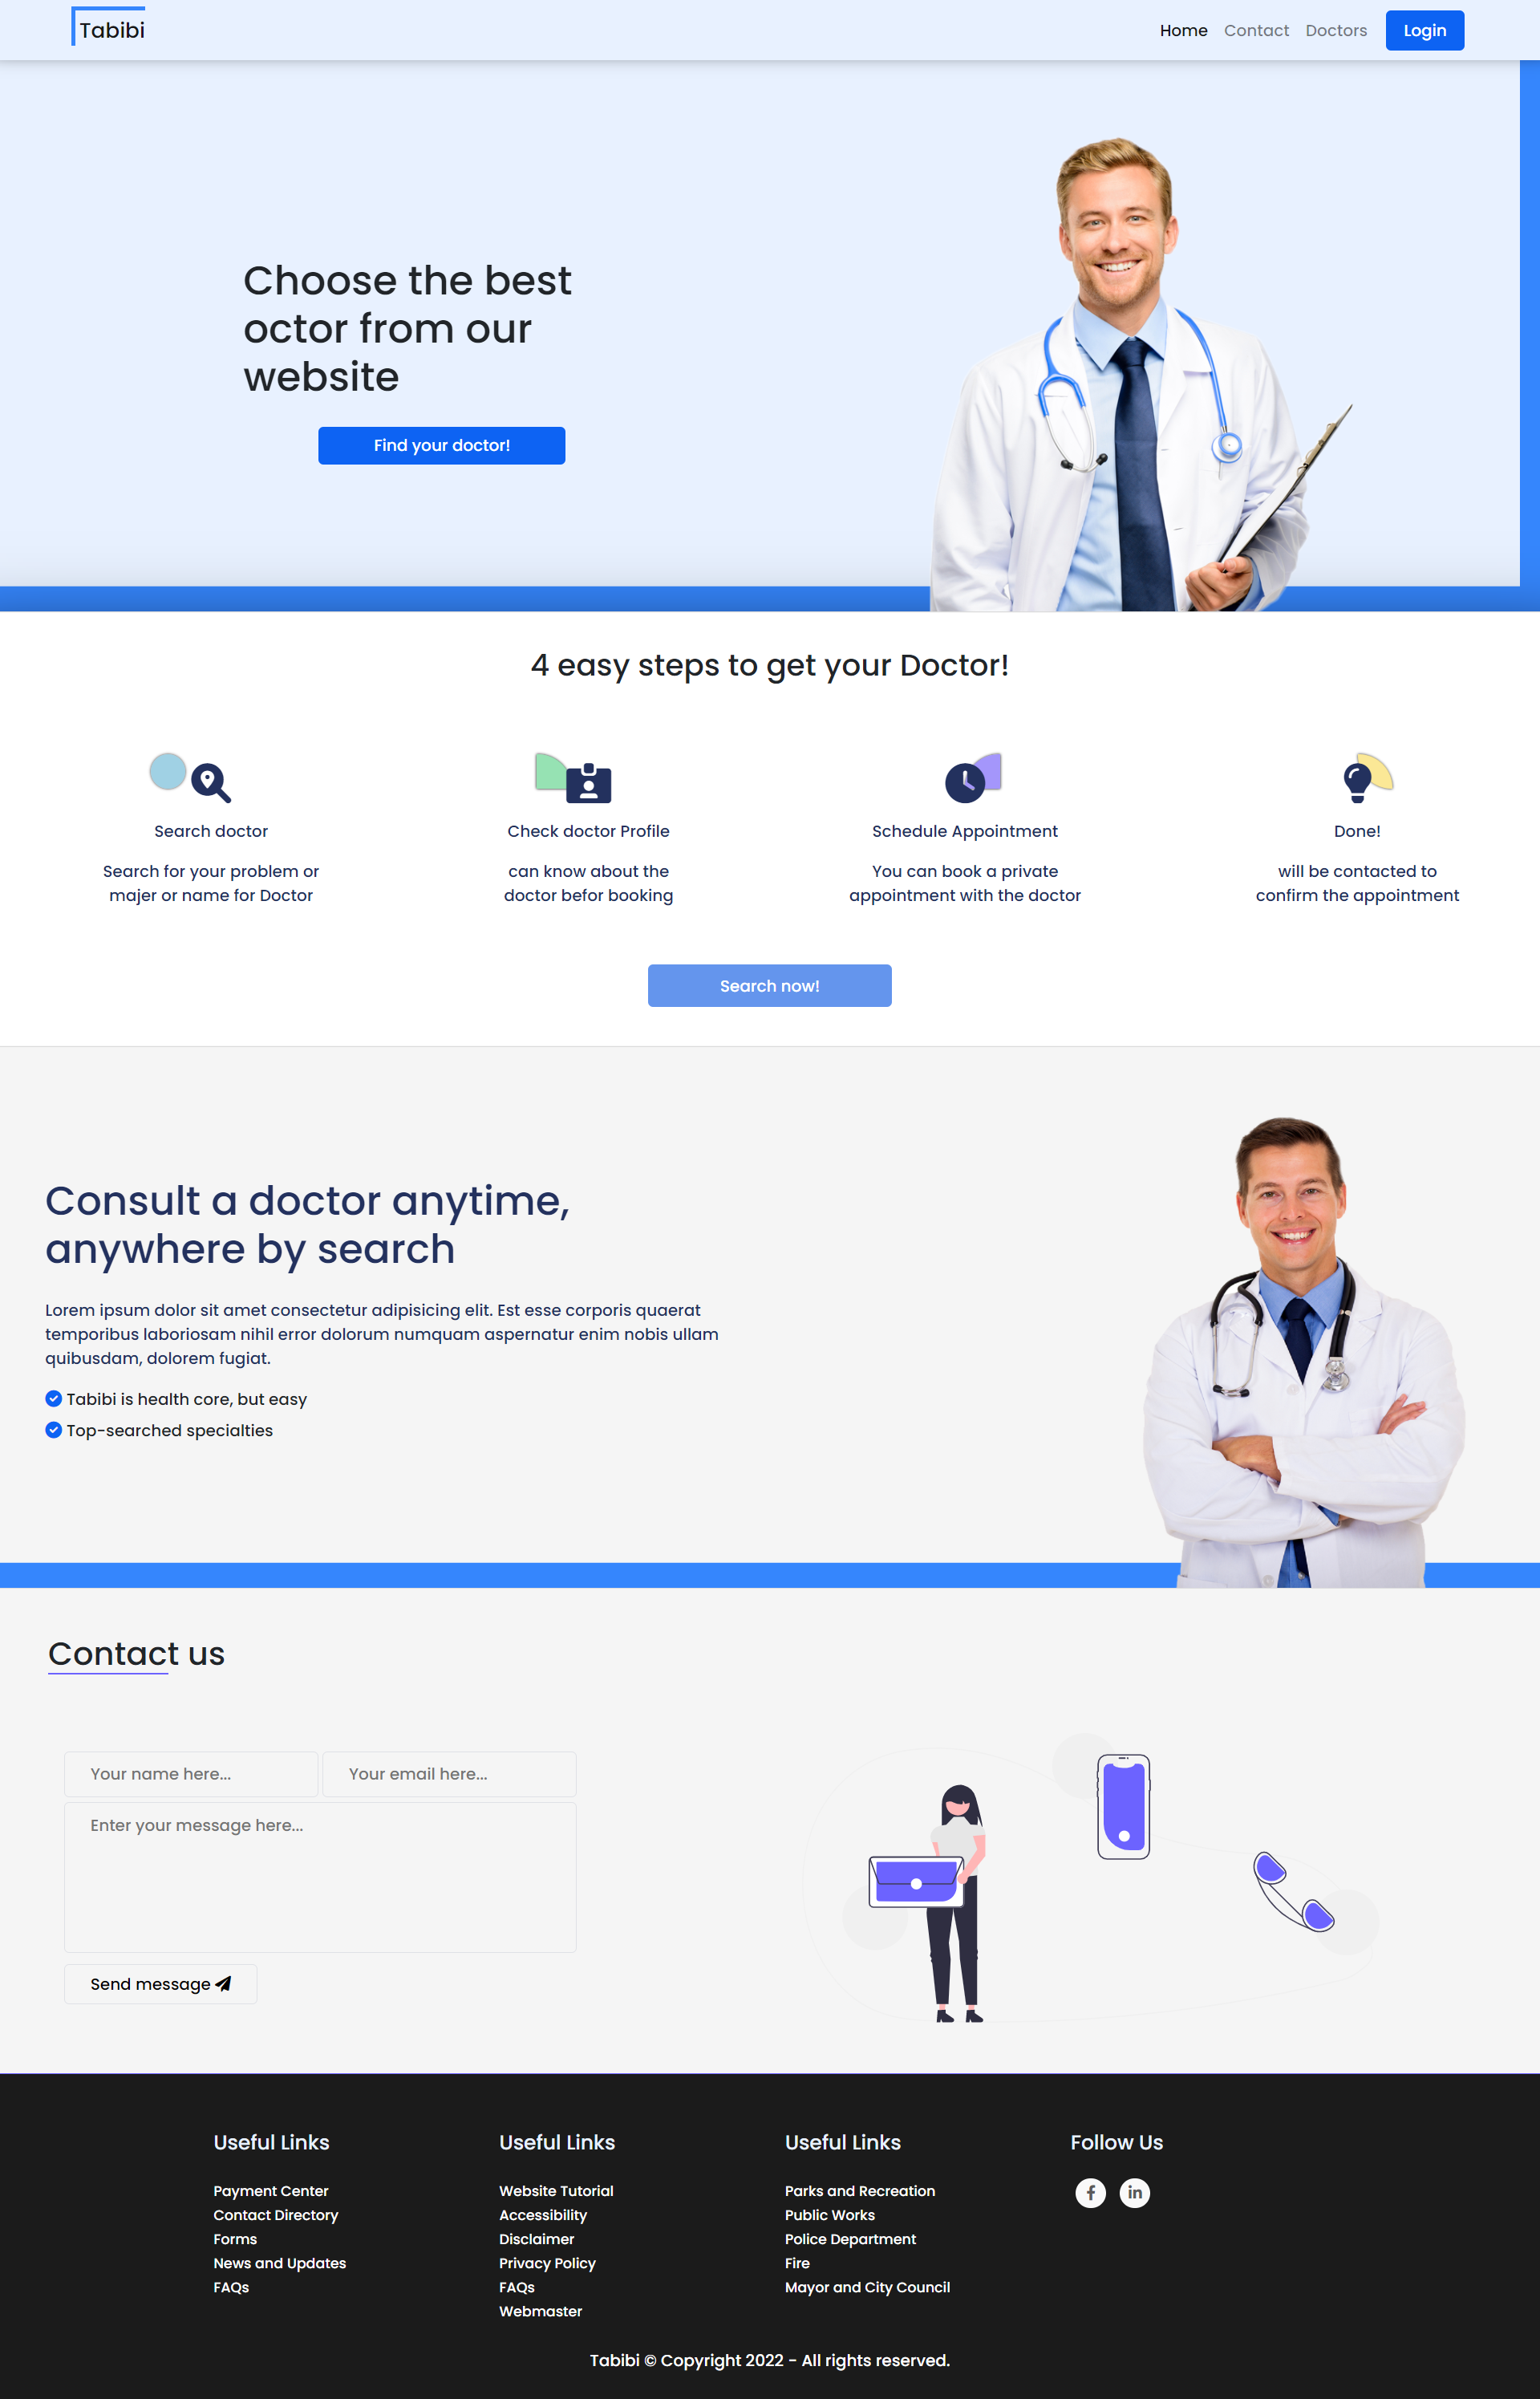 Tabibi
Home Contact Doctors Login
Choose the best
octor from our
website
Find your doctor!
4 easy steps to get your Doctor!
Search doctor
Search for your problem or
majer or name for Doctor
Check doctor Profile
can know about the
doctor befor booking
Schedule Appointment
You can book a private
appointment with the doctor
Done!
will be contacted to
confirm the appointment
Search now!
Consult a doctor anytime,
anywhere by search
Lorem ipsum dolor sit amet consectetur adipisicing elit. Est esse corporis quaerat
temporibus laboriosam nihil error dolorum numquam aspernatur enim nobis ullam
quibusdam, dolorem fugiat.
Tabibi is health core, but easy
Top-searched specialties
Contact us
Your name here...
Your email here...
Enter your message here...
Send message
Useful Links
Payment Center
Contact Directory
Forms
News and Updates
FAQs
Useful Links
Website Tutorial
Accessibility
Disclaimer
Privacy Policy
FAQs
Webmaster
Useful Links
Parks and Recreation
Public Works
Police Department
Fire
Mayor and City Council
Follow Us
Tabibi © Copyright 2022 - All rights reserved.